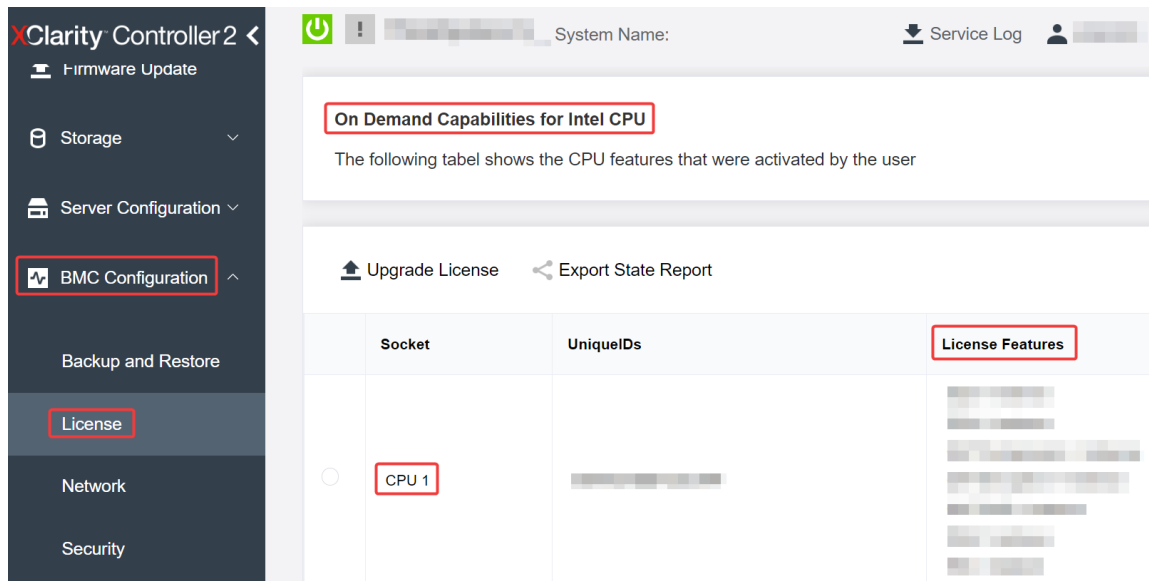 XClarity Controller 2
System Name:
Service Log
Firmware Update
Storage
Server Configuration
BMC Configuration
Backup and Restore
License
Network
Security
On Demand Capabilities for Intel CPU
The following tabel shows the CPU features that were activated by the user
Upgrade License Export State Report
Socket UniqueIDs License Features
CPU 1